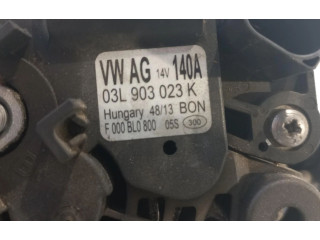 VW AG 14V 140A
03L 903 023 K
Hungary 48/13 BON
F 000 BL0 800 05S 300